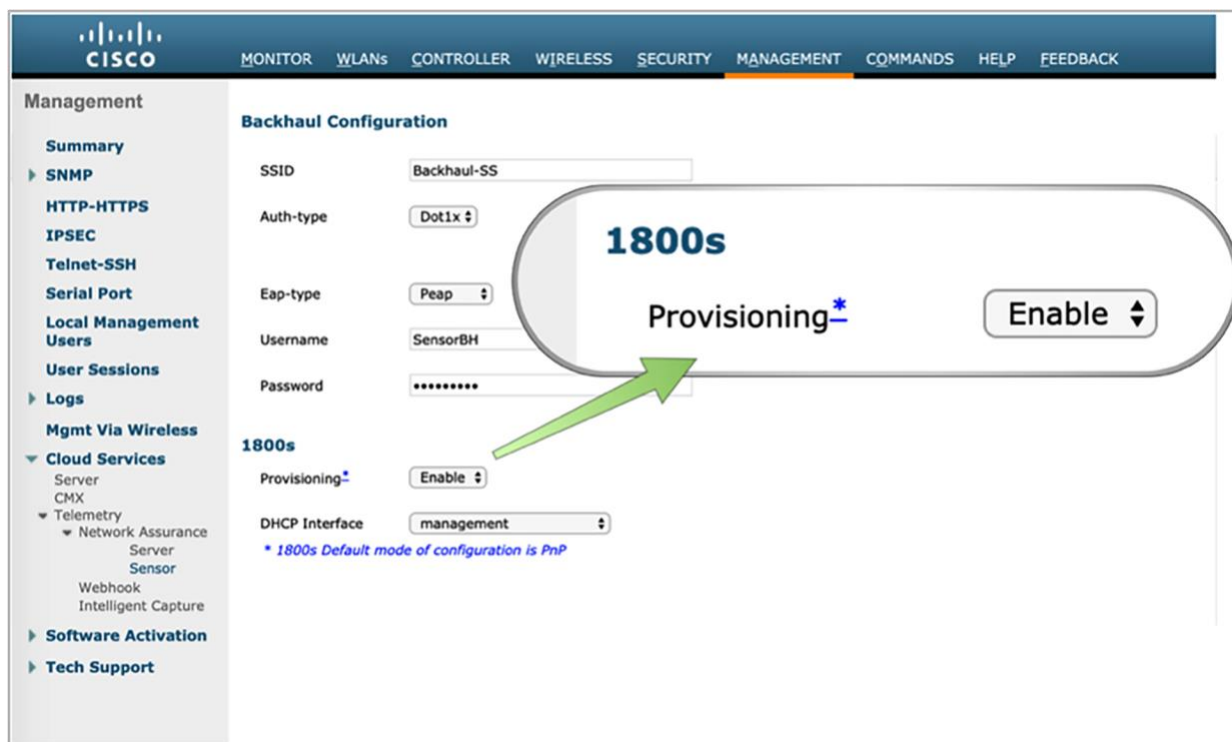 CISCO
MONITOR WLANs CONTROLLER WIRELESS SECURITY MANAGEMENT COMMANDS HELP FEEDBACK
Management
Summary
SNMP
HTTP-HTTPS
IPSEC
Telnet-SSH
Serial Port
Local Management
Users
User Sessions
Logs
Mgmt Via Wireless
Cloud Services
Server
CMX
Telemetry
Network Assurance
Server
Sensor
Webhook
Intelligent Capture
Software Activation
Tech Support
Backhaul Configuration
SSID Backhaul-SS
Auth-type Dot1x
Eap-type Peap
Username SensorBH
Password •••••••••
1800s
Provisioning* Enable
DHCP Interface management
* 1800s Default mode of configuration is PnP
1800s
Provisioning* Enable